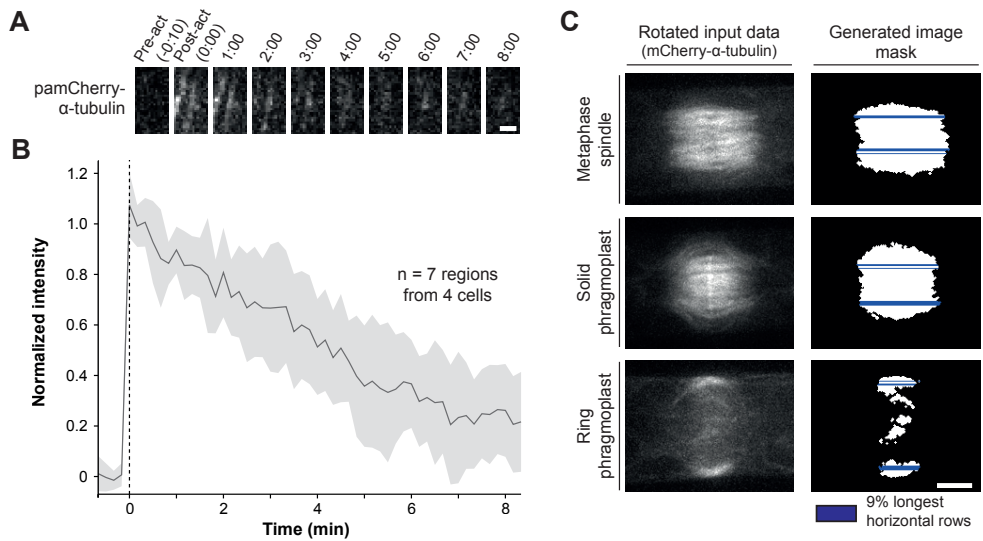 A
Pre-act
(-0:10)
Post-act
(0:00)
1:00
2:00
3:00
4:00
5:00
6:00
7:00
8:00
pamCherry-
α-tubulin
B
Normalized intensity
1.2
1.0
0.8
0.6
0.4
0.2
0
n = 7 regions
from 4 cells
0
2
4
6
8
Time (min)
C
Rotated input data
(mCherry-α-tubulin)
Generated image
mask
Metaphase
spindle
Solid
phragmoplast
Ring
phragmoplast
9% longest
horizontal rows